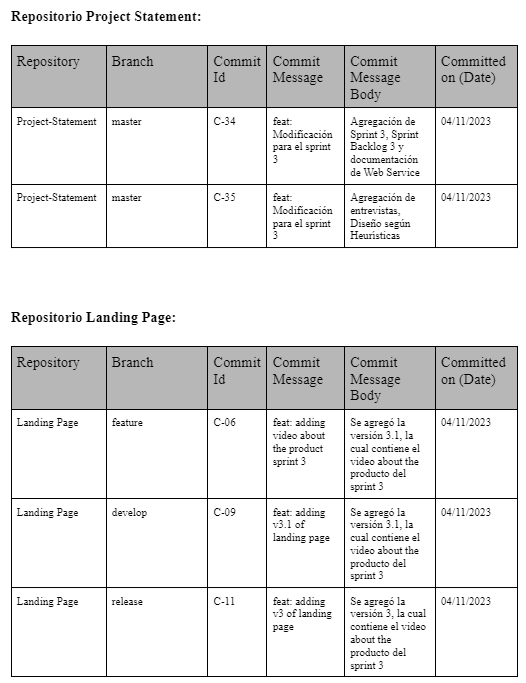 Repositorio Project Statement:
Repository Branch Commit Commit Commit Committed
Id Message Message on (Date)
Body
Project-Statement master C-34 feat: Agregación de 04/11/2023
Modificación Sprint 3, Sprint
para el sprint Backlog 3 y
3 documentación
de Web Service
Project-Statement master C-35 feat: Agregación de 04/11/2023
Modificación entrevistas,
para el sprint Diseño según
3 Heurísticas
Repositorio Landing Page:
Repository Branch Commit Commit Commit Committed
Id Message Message on (Date)
Body
Landing Page feature C-06 feat: adding Se agregó la 04/11/2023
video about versión 3.1, la
the product cual contiene el
sprint 3 video about the
producto del
sprint 3
Landing Page develop C-09 feat: adding Se agregó la 04/11/2023
v3.1 of versión 3.1, la
landing page cual contiene el
video about the
producto del
sprint 3
Landing Page release C-11 feat: adding Se agregó la 04/11/2023
v3 of landing versión 3, la cual
page contiene el video
about the
producto del
sprint 3